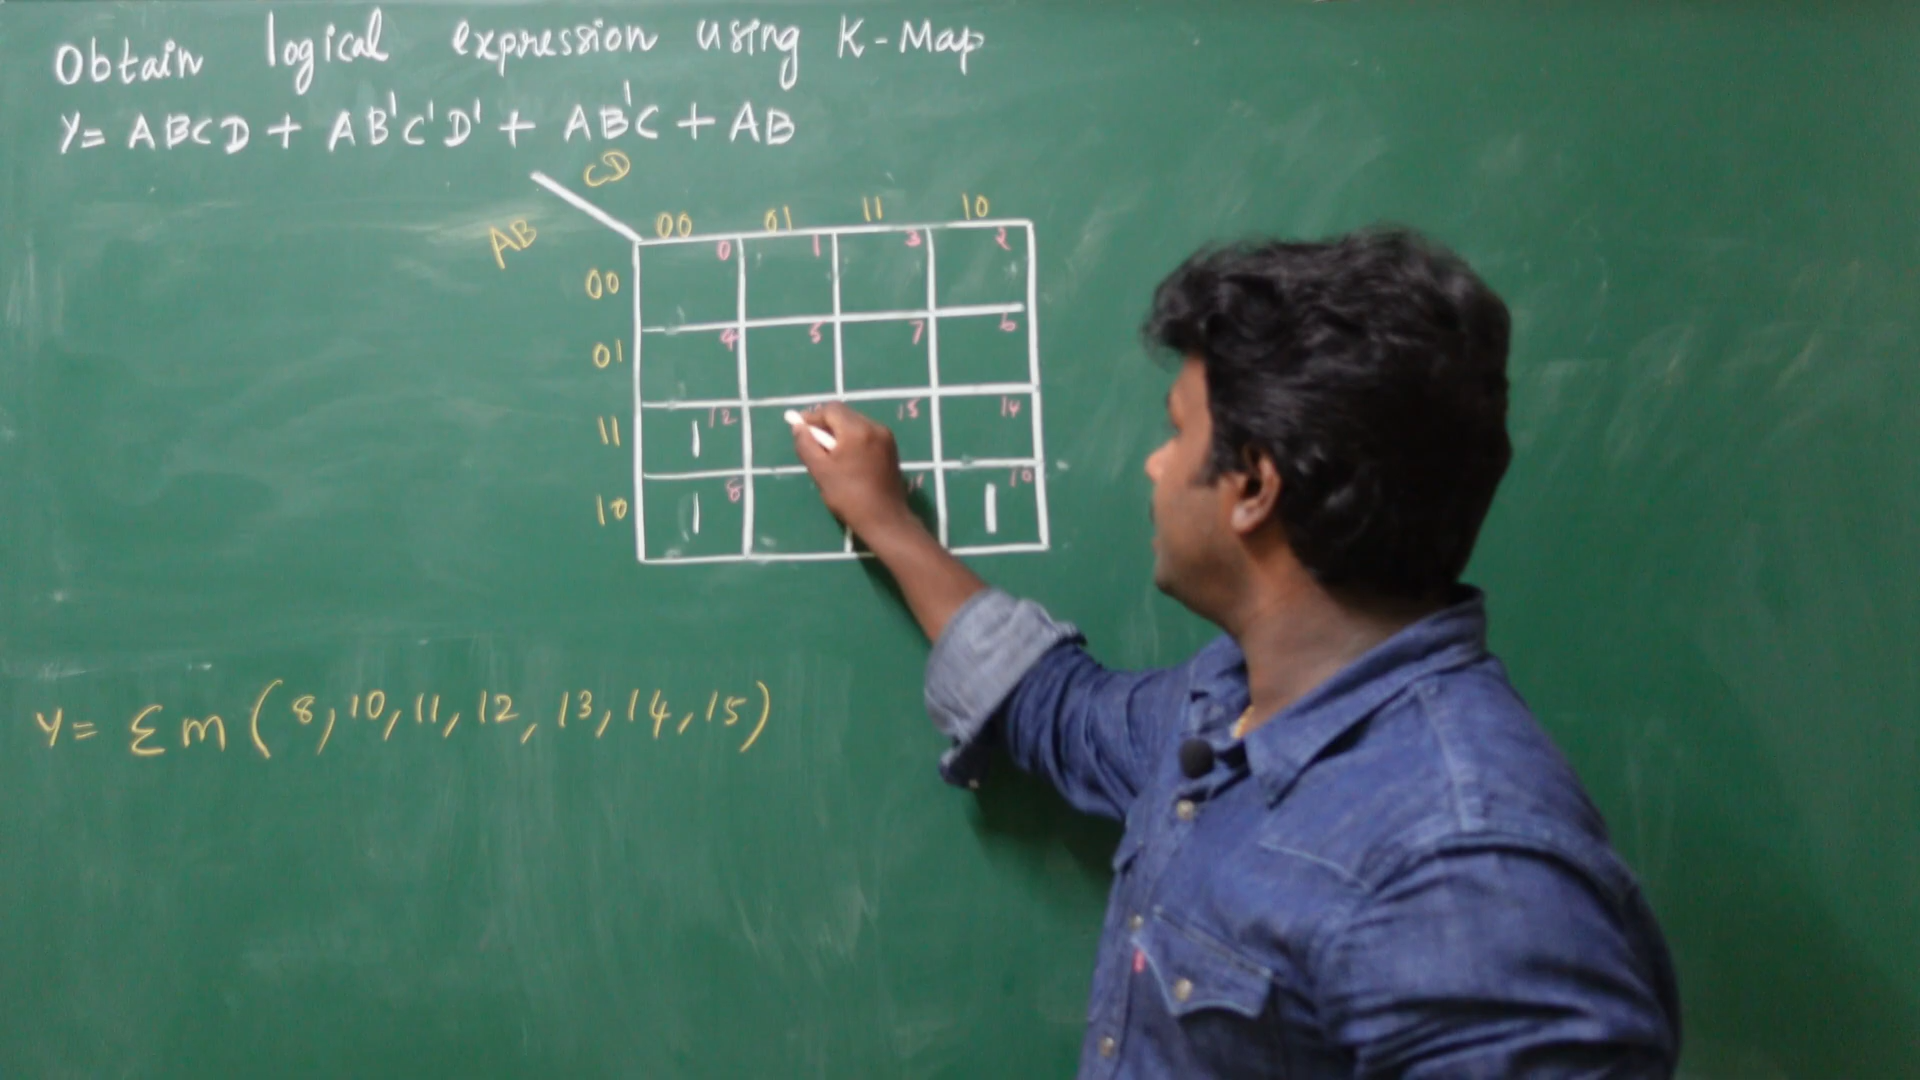 Obtain logical expression using K-Map
Y= ABCD + AB'C'D' + AB'C + AB
CD
AB
00 01 11 10
0 1 3 2
00
4 5 7 6
01
12 15 14
11 1
8 10
10 1 1
Y= Σm (8,10,11,12,13,14,15)